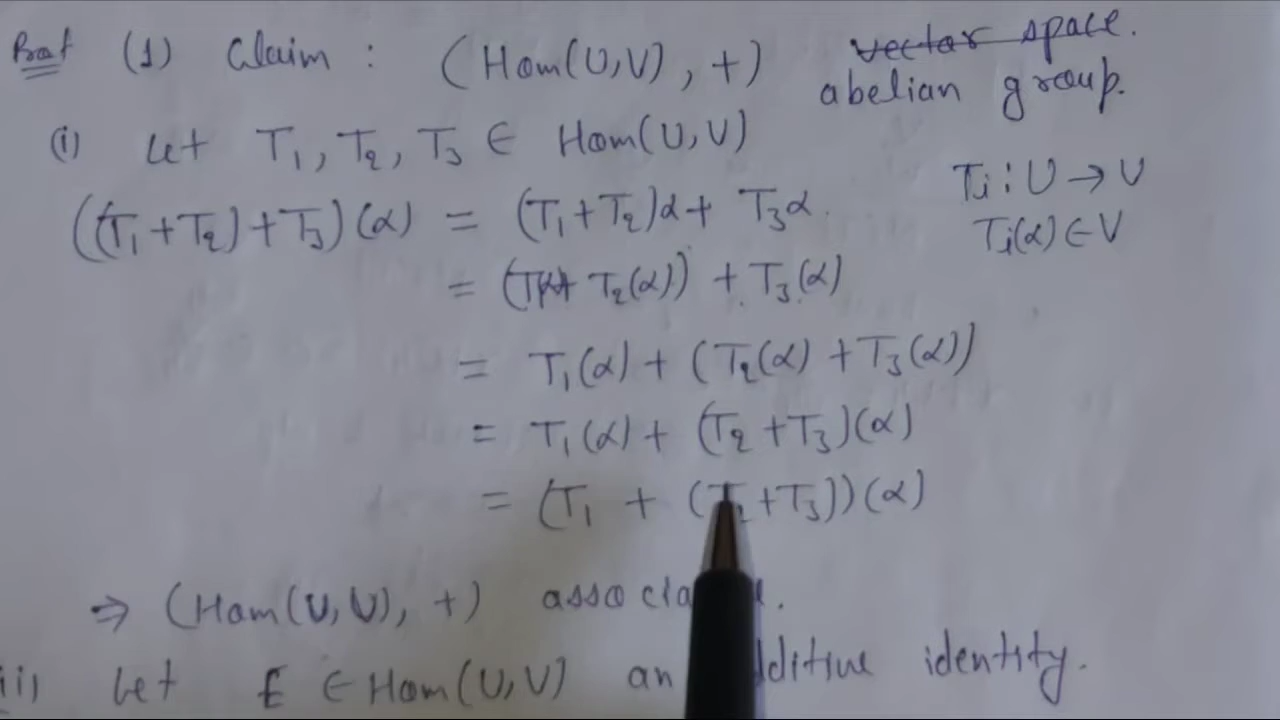 Proof (1) Claim : (Hom(U,V), +) vector space.
abelian group.
(i) Let T₁, T₂, T₃ ∈ Hom(U,V)
Ti : U → V
((T₁+T₂)+T₃)(α) = (T₁+T₂)α + T₃α.
Ti(α) ∈ V
= (T₁(α)+ T₂(α)) + T₃(α)
= T₁(α) + (T₂(α) + T₃(α))
= T₁(α) + (T₂+T₃)(α)
= (T₁ + (T₂+T₃))(α)
⇒ (Hom(U,V), +)
(ii) Let E ∈ Hom(U,V) an identity.